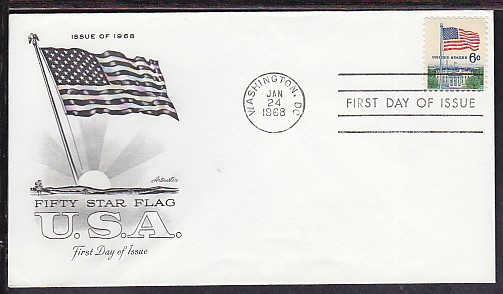 ISSUE OF 1968
Artmaster
FIFTY STAR FLAG
U.S.A.
First Day of Issue
WASHINGTON, DC
JAN
24
1968
FIRST DAY OF ISSUE
UNITED STATES 6c